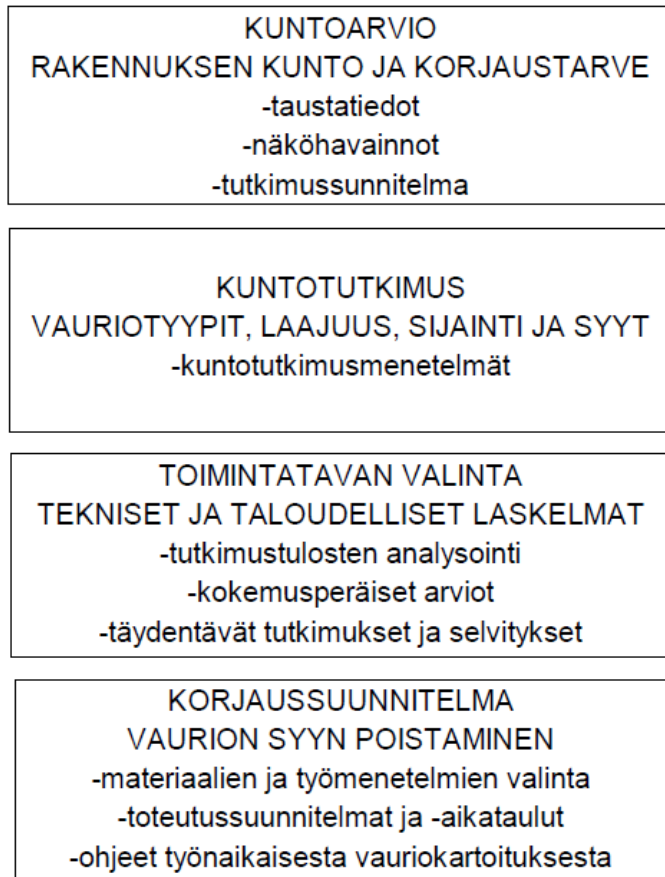 KUNTOARVIO
RAKENNUKSEN KUNTO JA KORJAUSTARVE
-taustatiedot
-näköhavainnot
-tutkimussunnitelma
KUNTOTUTKIMUS
VAURIOTYYPIT, LAAJUUS, SIJAINTI JA SYYT
-kuntotutkimusmenetelmät
TOIMINTATAVAN VALINTA
TEKNISET JA TALOUDELLISET LASKELMAT
-tutkimustulosten analysointi
-kokemusperäiset arviot
-täydentävät tutkimukset ja selvitykset
KORJAUSSUUNNITELMA
VAURION SYYN POISTAMINEN
-materiaalien ja työmenetelmien valinta
-toteutussuunnitelmat ja -aikataulut
-ohjeet työnaikaisesta vauriokartoituksesta